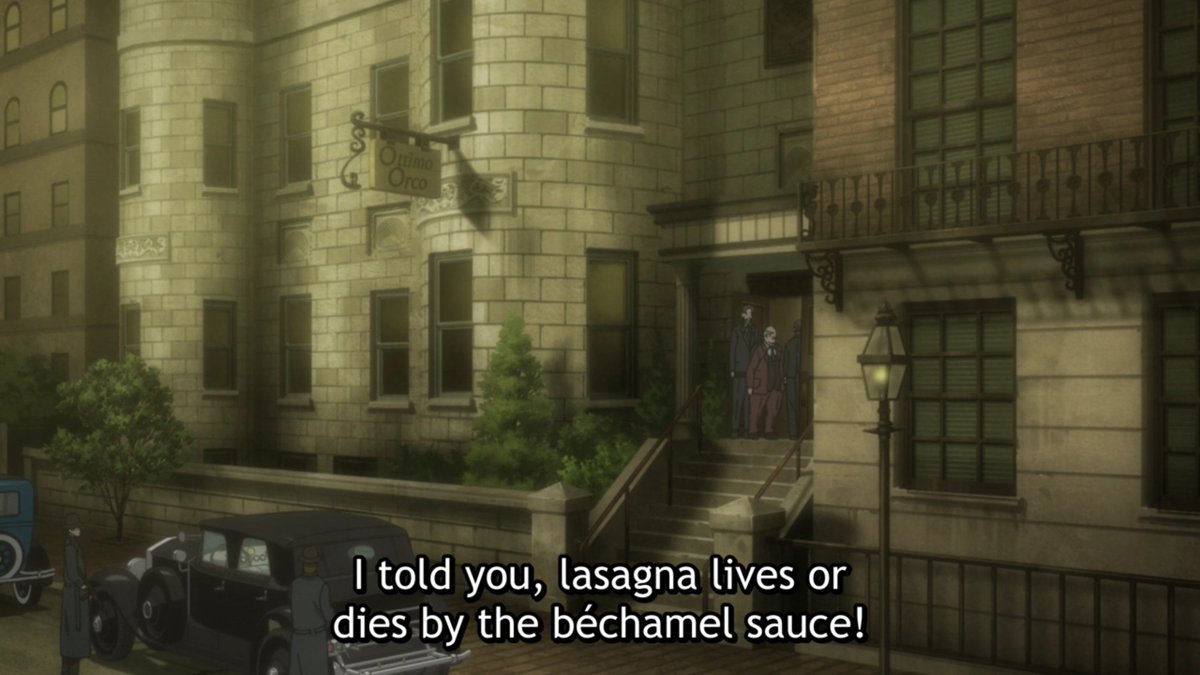 Ottimo
Orco
I told you, lasagna lives or
dies by the béchamel sauce!